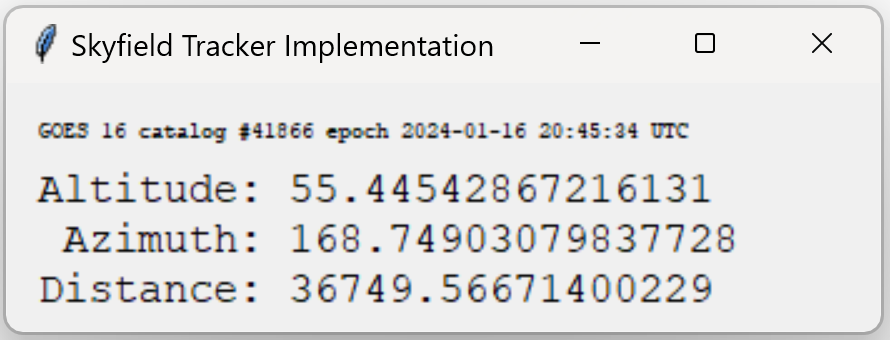 Skyfield Tracker Implementation
GOES 16 catalog #41866 epoch 2024-01-16 20:45:34 UTC
Altitude: 55.44542867216131
Azimuth: 168.74903079837728
Distance: 36749.56671400229